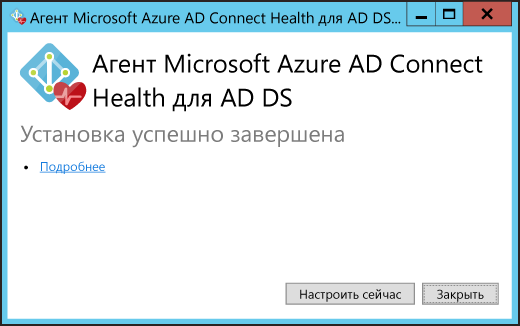 Агент Microsoft Azure AD Connect Health для AD DS...
Агент Microsoft Azure AD Connect
Health для AD DS
Установка успешно завершена
• Подробнее
Настроить сейчас
Закрыть